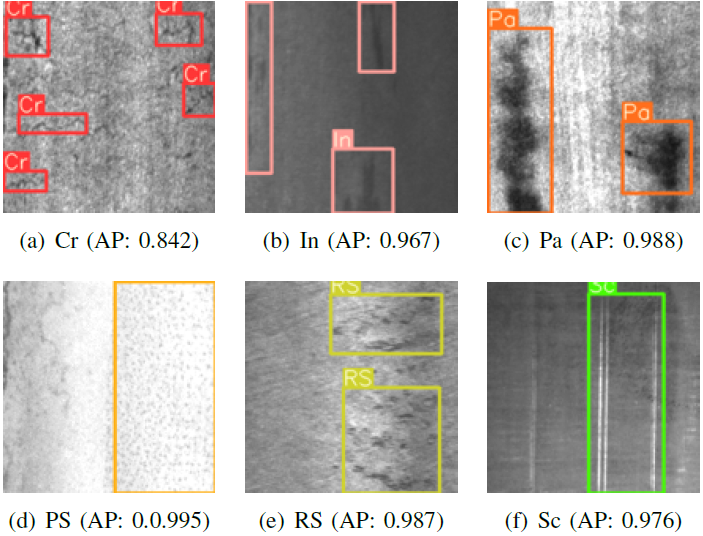 Cr
Cr
Cr
Cr
Cr
In
Pa
Pa
(a) Cr (AP: 0.842)
(b) In (AP: 0.967)
(c) Pa (AP: 0.988)
RS
RS
Sc
(d) PS (AP: 0.0.995)
(e) RS (AP: 0.987)
(f) Sc (AP: 0.976)